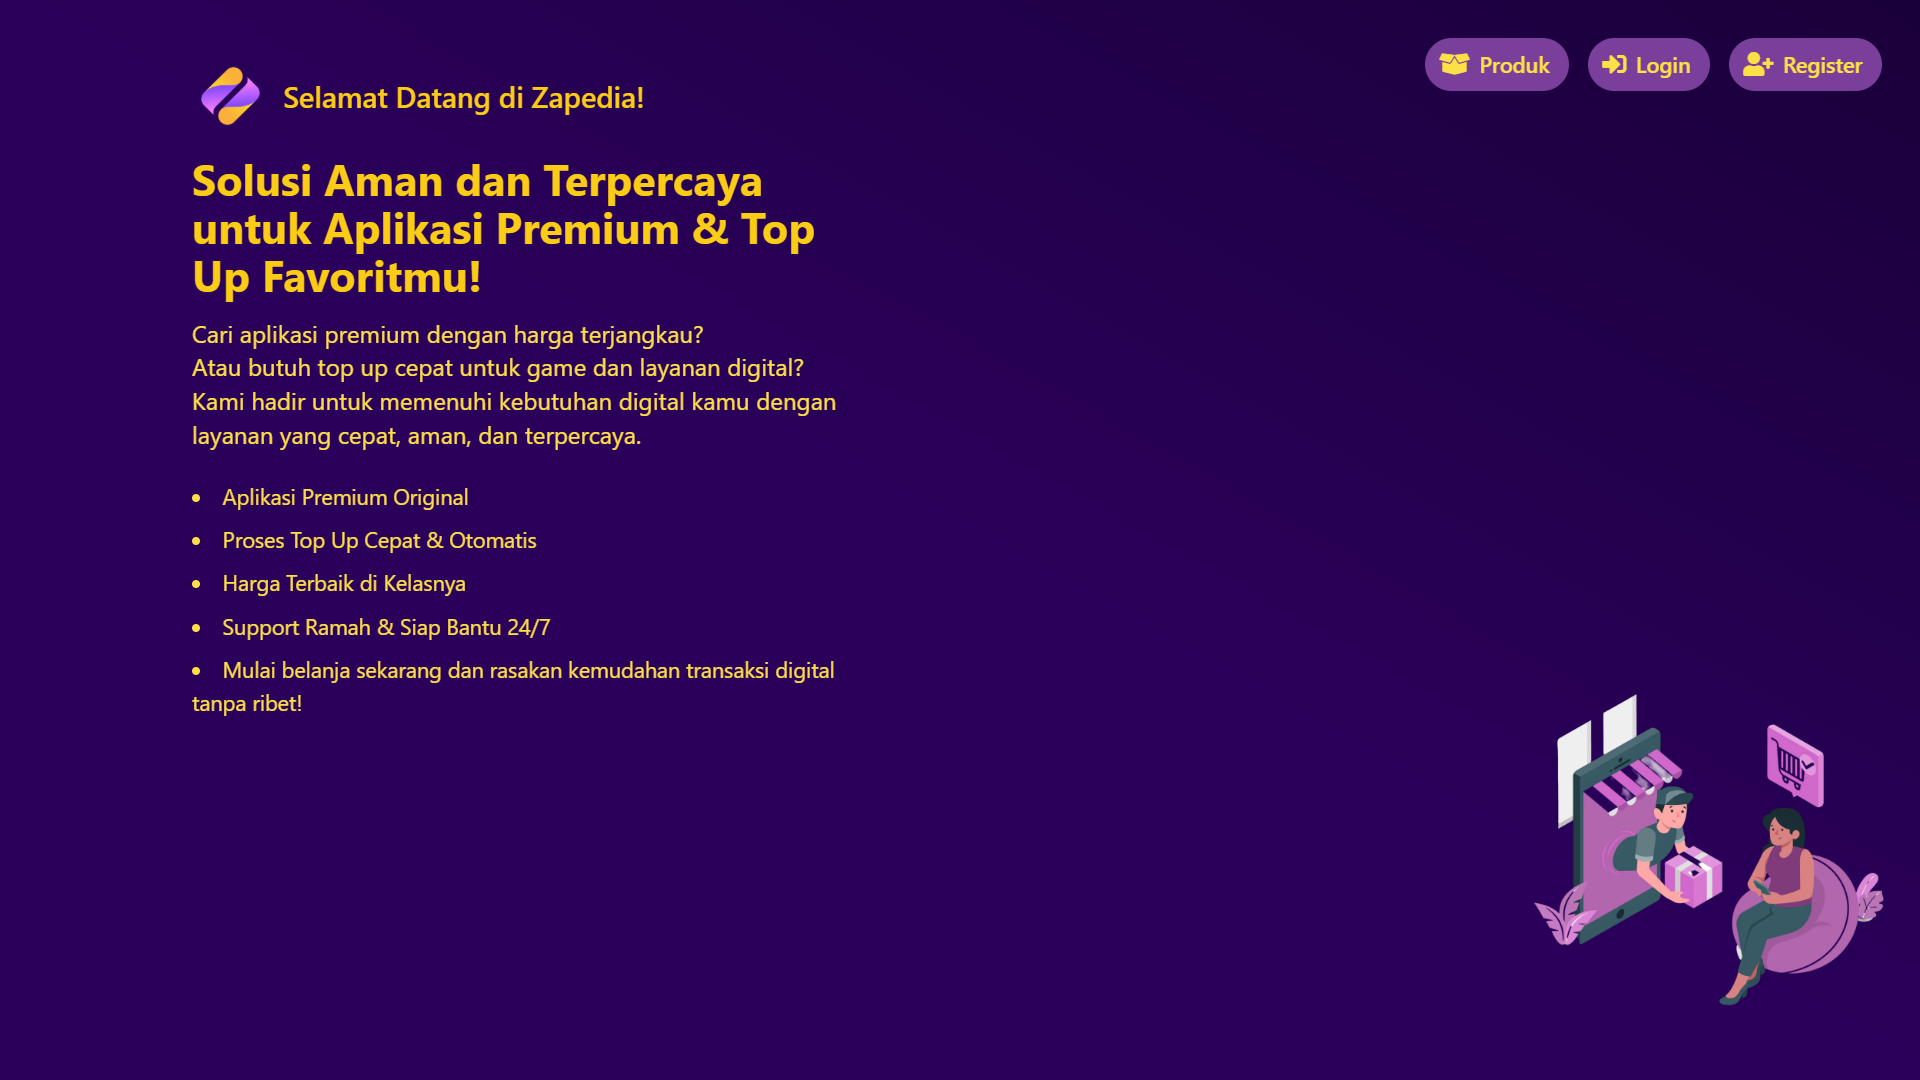 Produk
Login
Register
Selamat Datang di Zapedia!
Solusi Aman dan Terpercaya
untuk Aplikasi Premium & Top
Up Favoritmu!
Cari aplikasi premium dengan harga terjangkau?
Atau butuh top up cepat untuk game dan layanan digital?
Kami hadir untuk memenuhi kebutuhan digital kamu dengan
layanan yang cepat, aman, dan terpercaya.
• Aplikasi Premium Original
• Proses Top Up Cepat & Otomatis
• Harga Terbaik di Kelasnya
• Support Ramah & Siap Bantu 24/7
• Mulai belanja sekarang dan rasakan kemudahan transaksi digital
tanpa ribet!